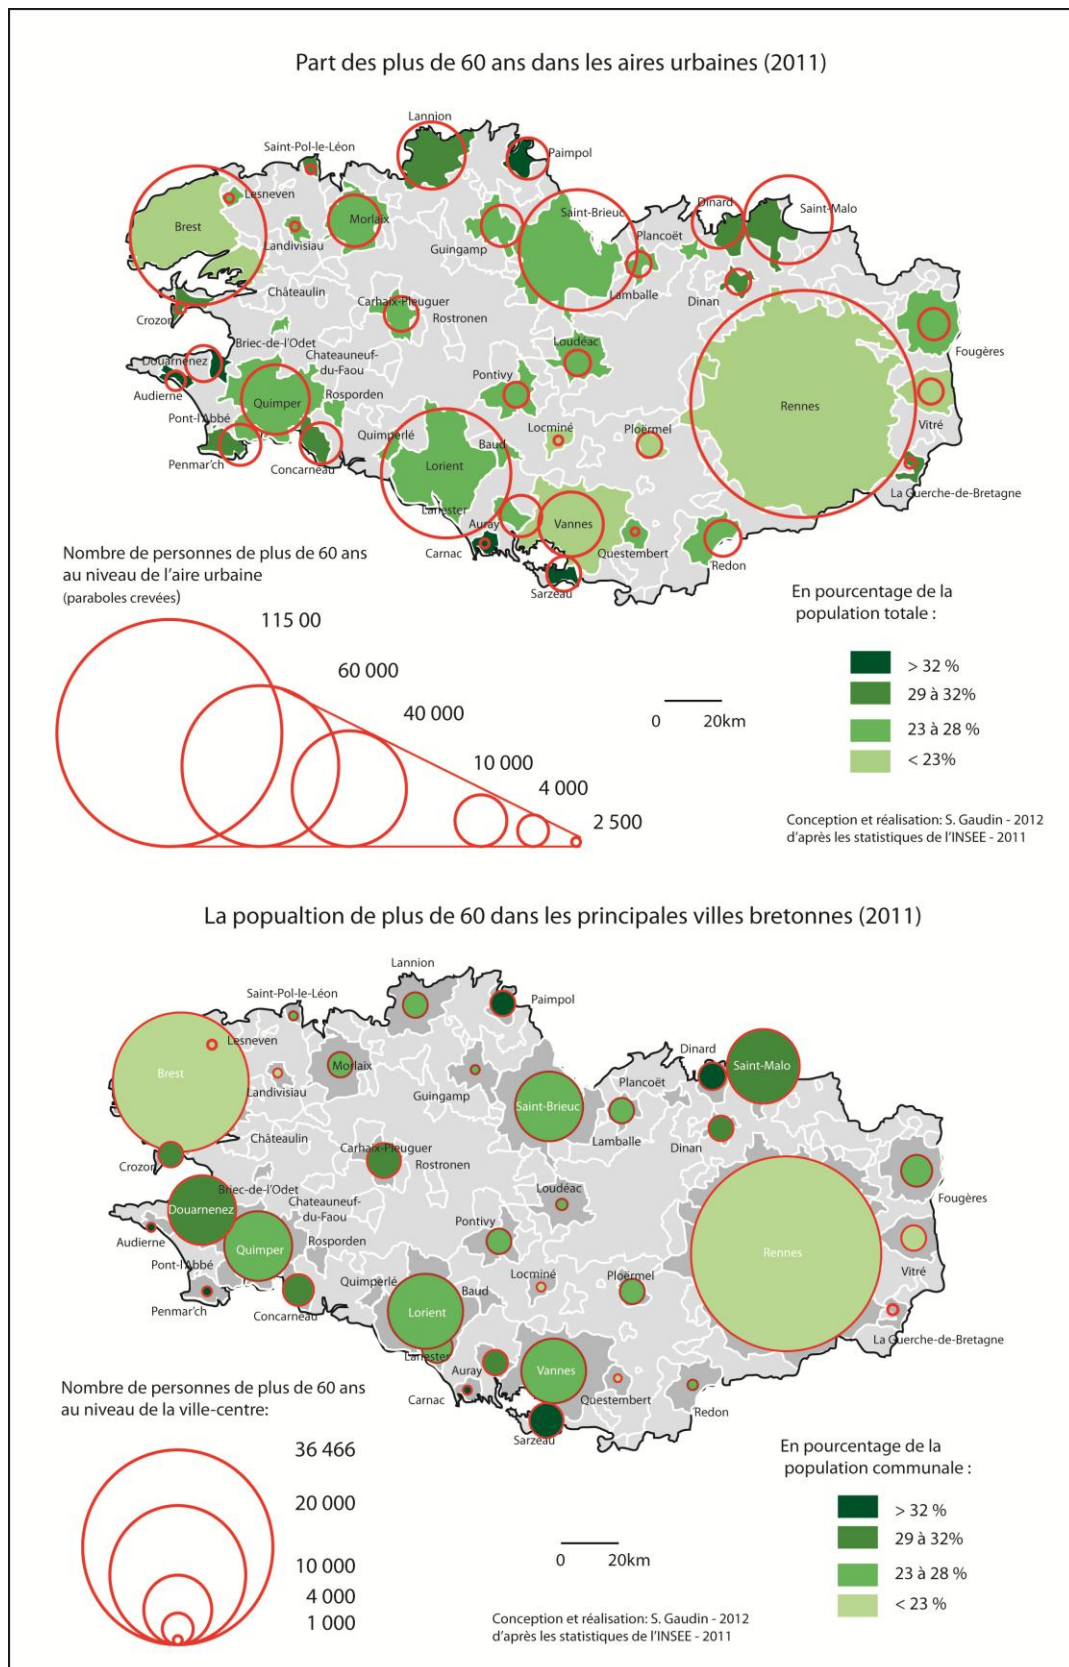 Part des plus de 60 ans dans les aires urbaines (2011)
Lannion
Saint-Pol-le-Léon
Paimpol
Lesneven
Brest
Morlaix
Saint-Brieuc
Dinard
Saint-Malo
Landivisiau
Guingamp
Plancoët
Châteaulin
Lamballe
Dinan
Crozon
Carhaix-Pleuguer
Rostronen
Briec-de-l'Odet
Fougères
Douarnenez
Chateauneuf-
du-Faou
Loudéac
Audierne
Quimper
Rosporden
Pontivy
Rennes
Pont-l'Abbé
Quimperlé
Locminé
Ploërmel
Vitré
Penmar'ch
Concarneau
Baud
Lorient
La Guerche-de-Bretagne
Lanester
Auray
Vannes
Carnac
Questembert
Redon
Sarzeau
Nombre de personnes de plus de 60 ans
au niveau de l'aire urbaine
(paraboles crevées)
115 00
60 000
40 000
10 000
4 000
2 500
0 20km
En pourcentage de la
population totale :
> 32 %
29 à 32%
23 à 28 %
< 23%
Conception et réalisation: S. Gaudin - 2012
d'après les statistiques de l'INSEE - 2011
La popualtion de plus de 60 dans les principales villes bretonnes (2011)
Lannion
Saint-Pol-le-Léon
Paimpol
Lesneven
Brest
Morlaix
Dinard
Saint-Malo
Landivisiau
Guingamp
Plancoët
Saint-Brieuc
Châteaulin
Lamballe
Dinan
Crozon
Carhaix-Pleuguer
Rostronen
Briec-de-l'Odet
Loudéac
Fougères
Douarnenez
Chateauneuf-
du-Faou
Audierne
Pontivy
Quimper
Rosporden
Rennes
Pont-l'Abbé
Quimperlé
Locminé
Ploërmel
Vitré
Penmar'ch
Concarneau
Baud
Lorient
La Guerche-de-Bretagne
Lanester
Auray
Vannes
Carnac
Questembert
Redon
Sarzeau
Nombre de personnes de plus de 60 ans
au niveau de la ville-centre:
36 466
20 000
10 000
4 000
1 000
0 20km
En pourcentage de la
population communale :
> 32 %
29 à 32%
23 à 28 %
< 23 %
Conception et réalisation: S. Gaudin - 2012
d'après les statistiques de l'INSEE - 2011